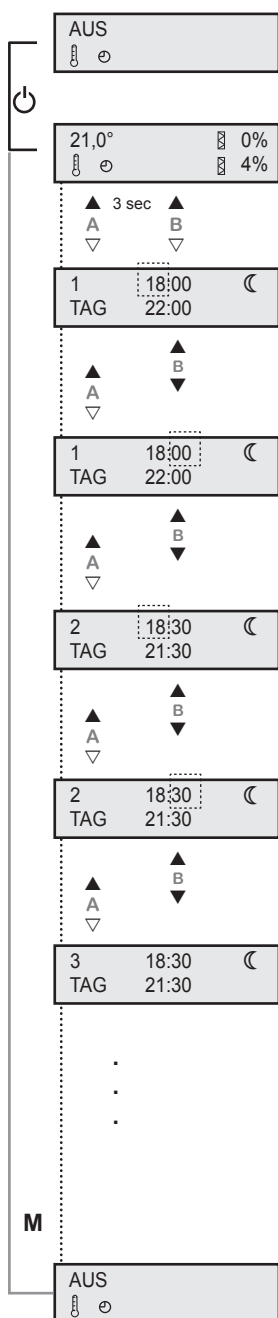 AUS
21,0° 0%
4%
3 sec
A B
1 18:00
TAG 22:00
B
A
1 18:00
TAG 22:00
B
A
2 18:30
TAG 21:30
B
A
2 18:30
TAG 21:30
B
A
3 18:30
TAG 21:30
.
.
.
M
AUS